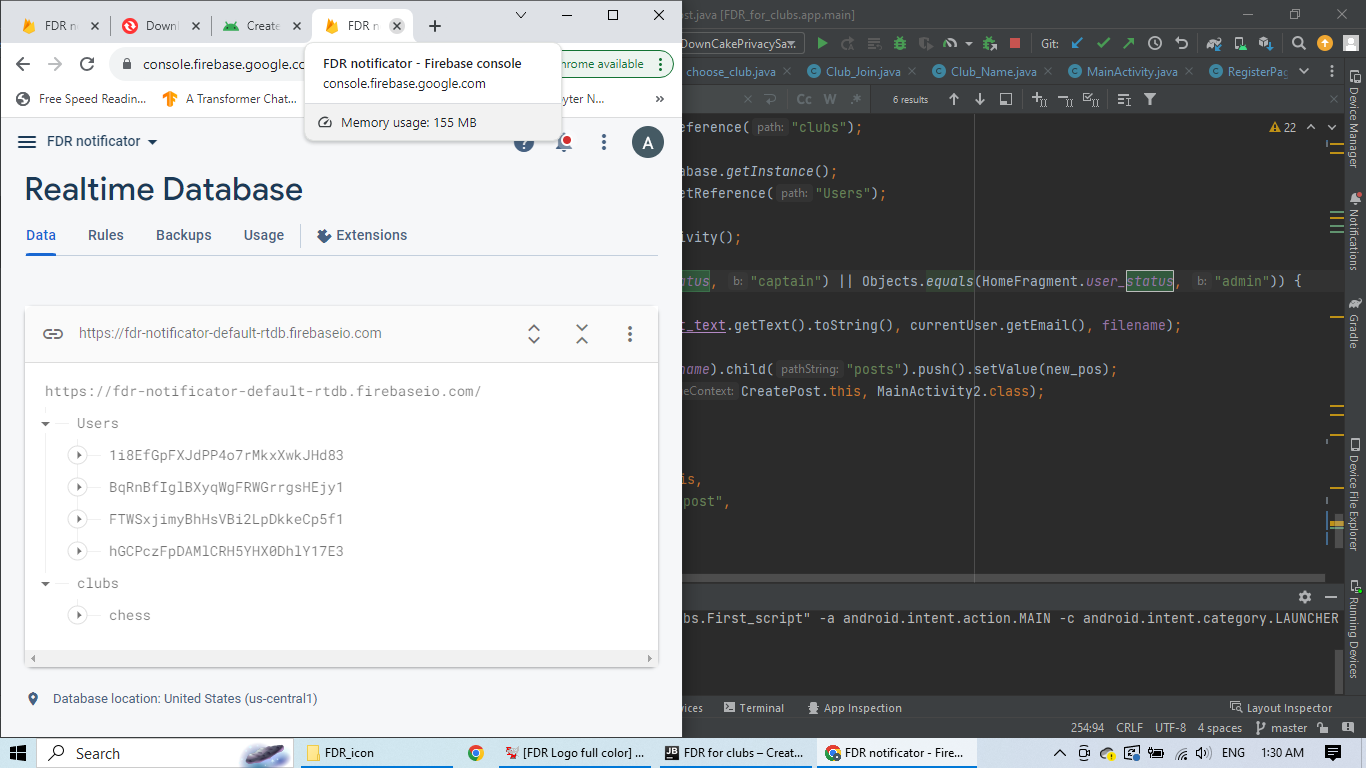 FDR n
Downl
Create
FDR n
console.firebase.google.co
hrome available
FDR notificator - Firebase console
console.firebase.google.com
Memory usage: 155 MB
Free Speed Readin...
A Transformer Chat...
yter N...
»
FDR notificator
?
A
Realtime Database
Data
Rules
Backups
Usage
Extensions
https://fdr-notificator-default-rtdb.firebaseio.com
https://fdr-notificator-default-rtdb.firebaseio.com/
Users
1i8EfGpFXJdPP4o7rMkxXwkJHd83
BqRnBfIglBXyqWgFRWGrrgsHEjy1
FTWSxjimyBhHsVBi2LpDkkeCp5f1
hGCPczFpDAMlCRH5YHX0DhlY17E3
clubs
chess
Database location: United States (us-central1)
ost.java [FDR_for_clubs.app.main]
DownCakePrivacySa...
Git:
choose_club.java
Club_Join.java
Club_Name.java
MainActivity.java
RegisterPag
Cc
W
.*
6 results
eference( path: "clubs");
22
abase.getInstance();
etReference( path: "Users");
ivity();
atus, b: "captain") || Objects.equals(HomeFragment.user_status, b: "admin")) {
t_text.getText().toString(), currentUser.getEmail(), filename);
name).child( pathString: "posts").push().setValue(new_pos);
eContext: CreatePost.this, MainActivity2.class);
is,
post",
Device Manager
Notifications
Gradle
Device File Explorer
Running Devices
bs.First_script" -a android.intent.action.MAIN -c android.intent.category.LAUNCHER
vices
Terminal
App Inspection
Layout Inspector
254:94
CRLF
UTF-8
4 spaces
master
Search
FDR_icon
[FDR Logo full color] ...
JB
FDR for clubs – Creat...
FDR notificator - Fire...
ENG
1:30 AM